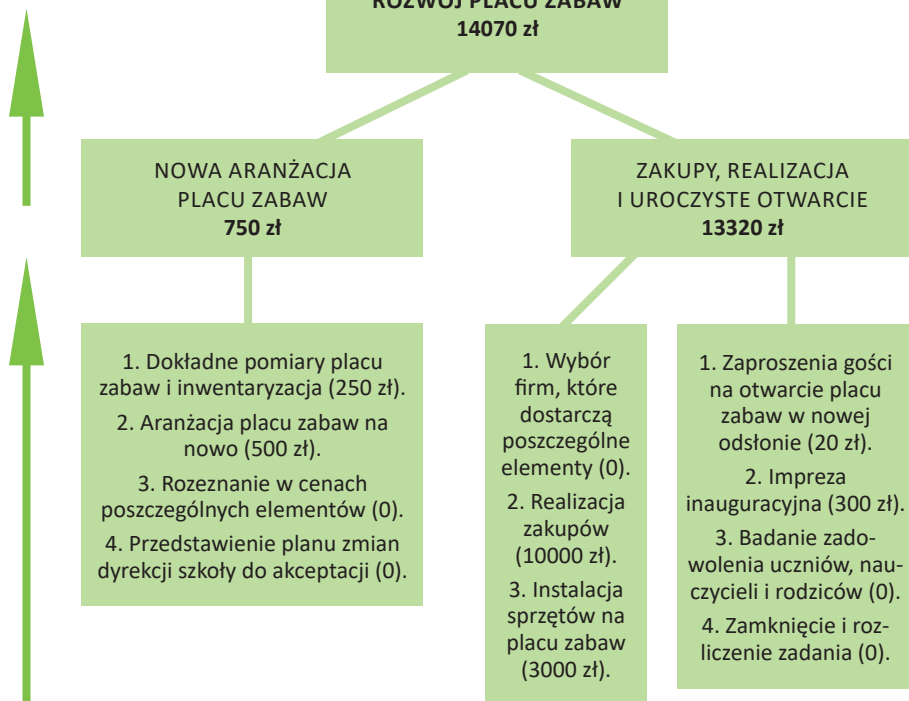 ROZWÓJ PLACU ZABAW
14070 zł
NOWA ARANŻACJA
PLACU ZABAW
750 zł
ZAKUPY, REALIZACJA
I UROCZYSTE OTWARCIE
13320 zł
1. Dokładne pomiary placu
zabaw i inwentaryzacja (250 zł).
2. Aranżacja placu zabaw na
nowo (500 zł).
3. Rozeznanie w cenach
poszczególnych elementów (0).
4. Przedstawienie planu zmian
dyrekcji szkoły do akceptacji (0).
1. Wybór
firm, które
dostarczą
poszczególne
elementy (0).
2. Realizacja
zakupów
(10000 zł).
3. Instalacja
sprzętów na
placu zabaw
(3000 zł).
1. Zaproszenia gości
na otwarcie placu
zabaw w nowej
odsłonie (20 zł).
2. Impreza
inauguracyjna (300 zł).
3. Badanie zado-
wolenia uczniów, nau-
czycieli i rodziców (0).
4. Zamknięcie i roz-
liczenie zadania (0).